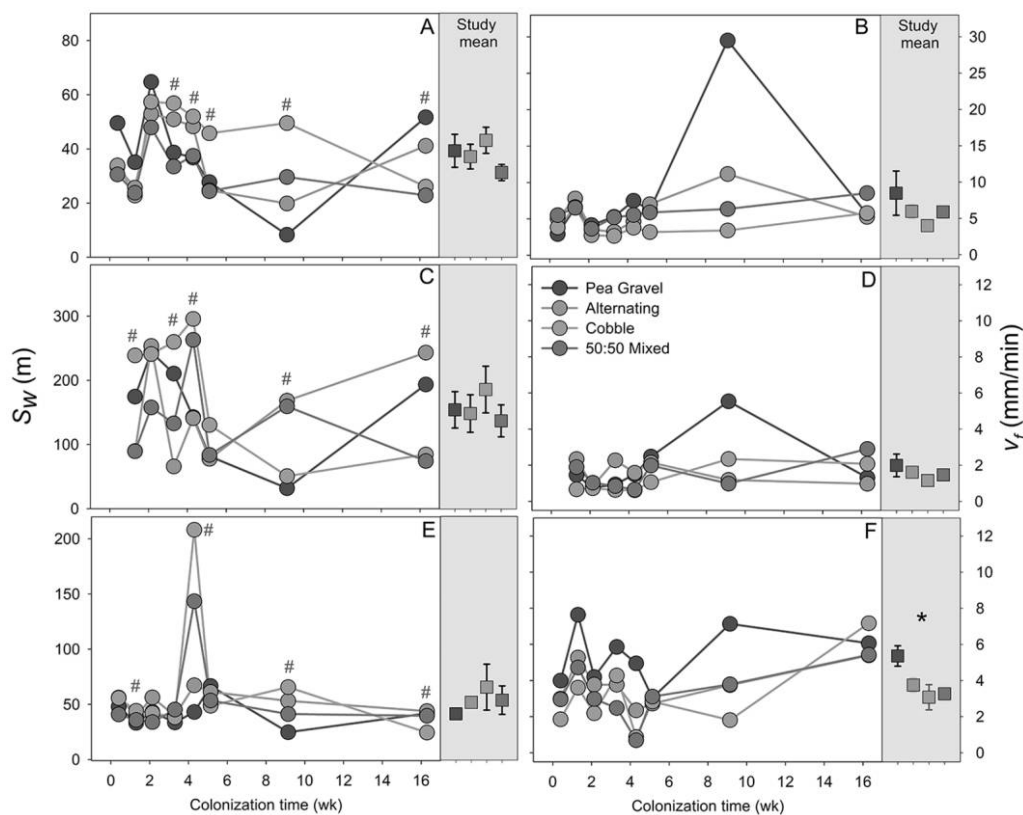 A
Study
mean
80
60
40
20
0
# # # # #
B
Study
mean
30
25
20
15
10
5
0
C
300
200
100
0
# # # # #
D
Pea Gravel
Alternating
Cobble
50:50 Mixed
12
10
8
6
4
2
0
SW (m)
vf (mm/min)
E
200
150
100
50
0
# # # #
0 2 4 6 8 10 12 14 16
Colonization time (wk)
F
*
12
10
8
6
4
2
0
0 2 4 6 8 10 12 14 16
Colonization time (wk)